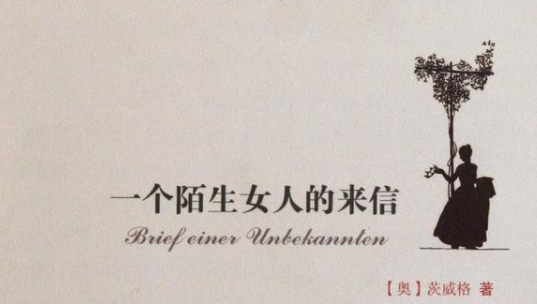 一个陌生女人的来信
Brief einer Unbekannten
【奥】茨威格 著